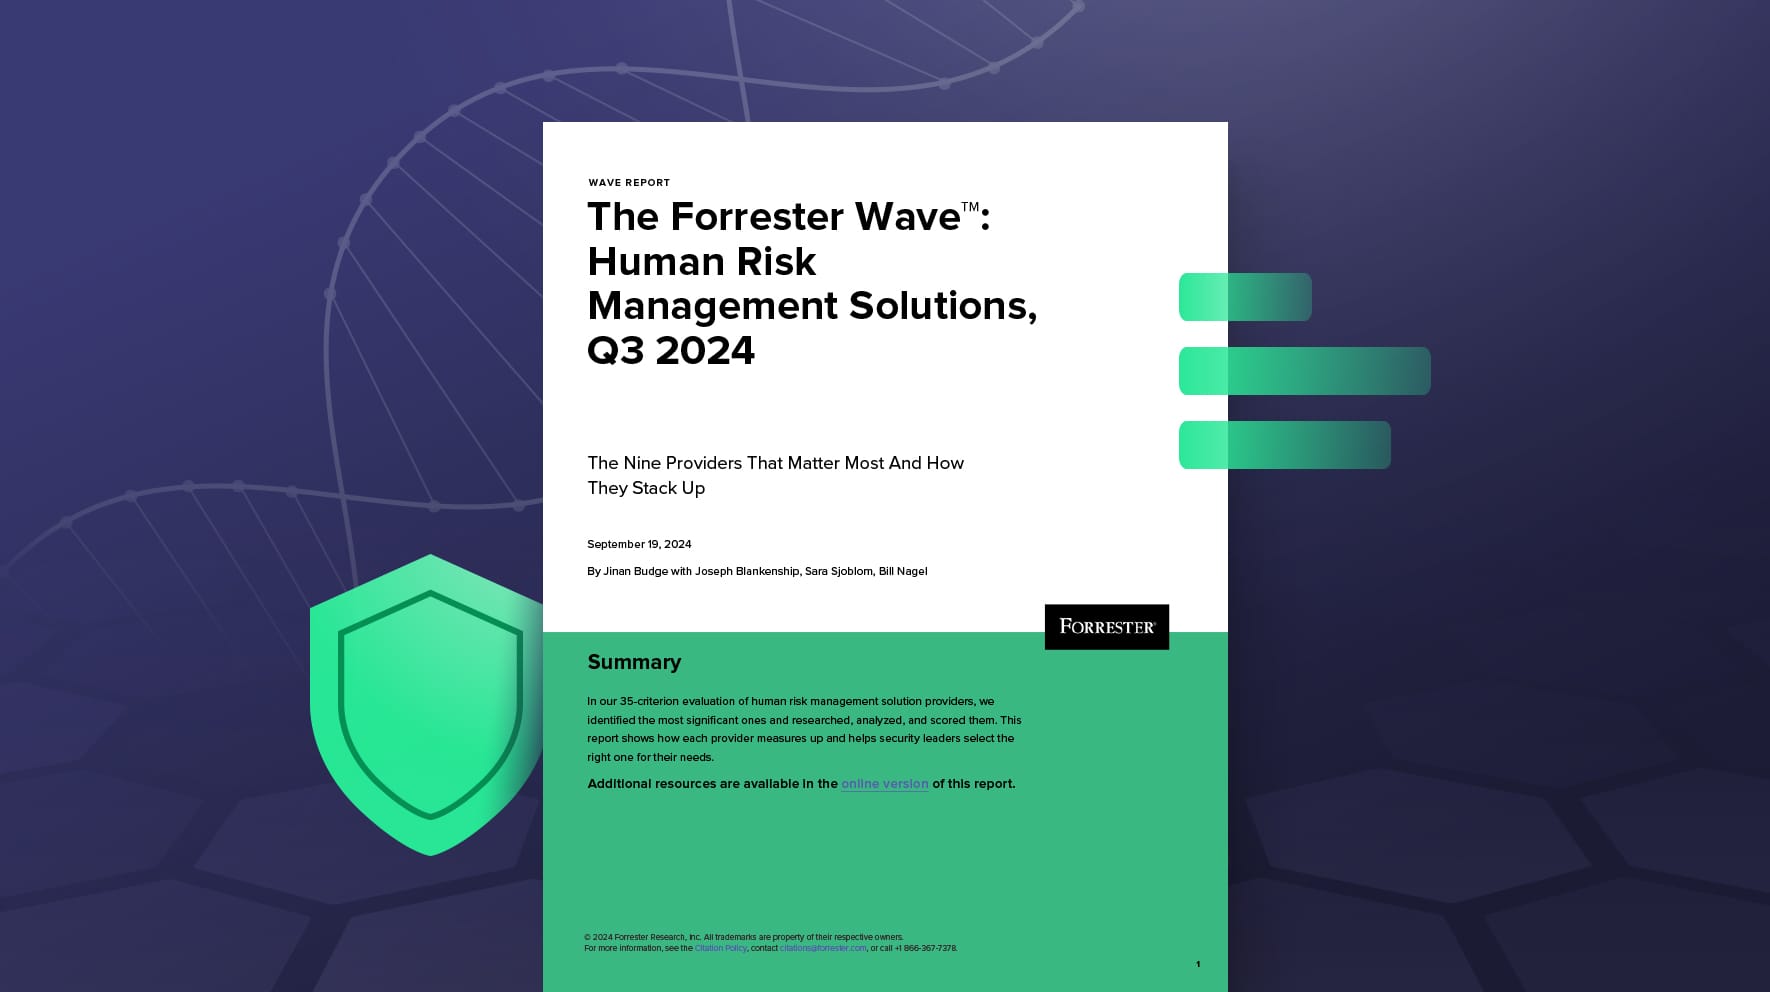 WAVE REPORT
The Forrester Wave™:
Human Risk
Management Solutions,
Q3 2024
The Nine Providers That Matter Most And How
They Stack Up
September 19, 2024
By Jinan Budge with Joseph Blankenship, Sara Sjoblom, Bill Nagel
FORRESTER®
Summary
In our 35-criterion evaluation of human risk management solution providers, we
identified the most significant ones and researched, analyzed, and scored them. This
report shows how each provider measures up and helps security leaders select the
right one for their needs.
Additional resources are available in the online version of this report.
© 2024 Forrester Research, Inc. All trademarks are property of their respective owners.
For more information, see the Citation Policy, contact citations@forrester.com, or call +1 866-367-7378.
1